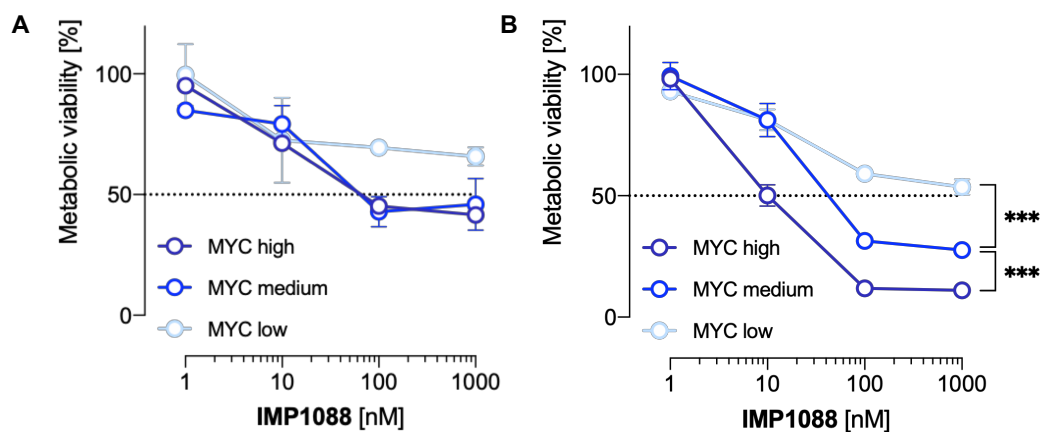 A
Metabolic viability [%]
100
50
0
MYC high
MYC medium
MYC low
1 10 100 1000
IMP1088 [nM]
B
Metabolic viability [%]
100
50
0
MYC high
MYC medium
MYC low
***
***
1 10 100 1000
IMP1088 [nM]